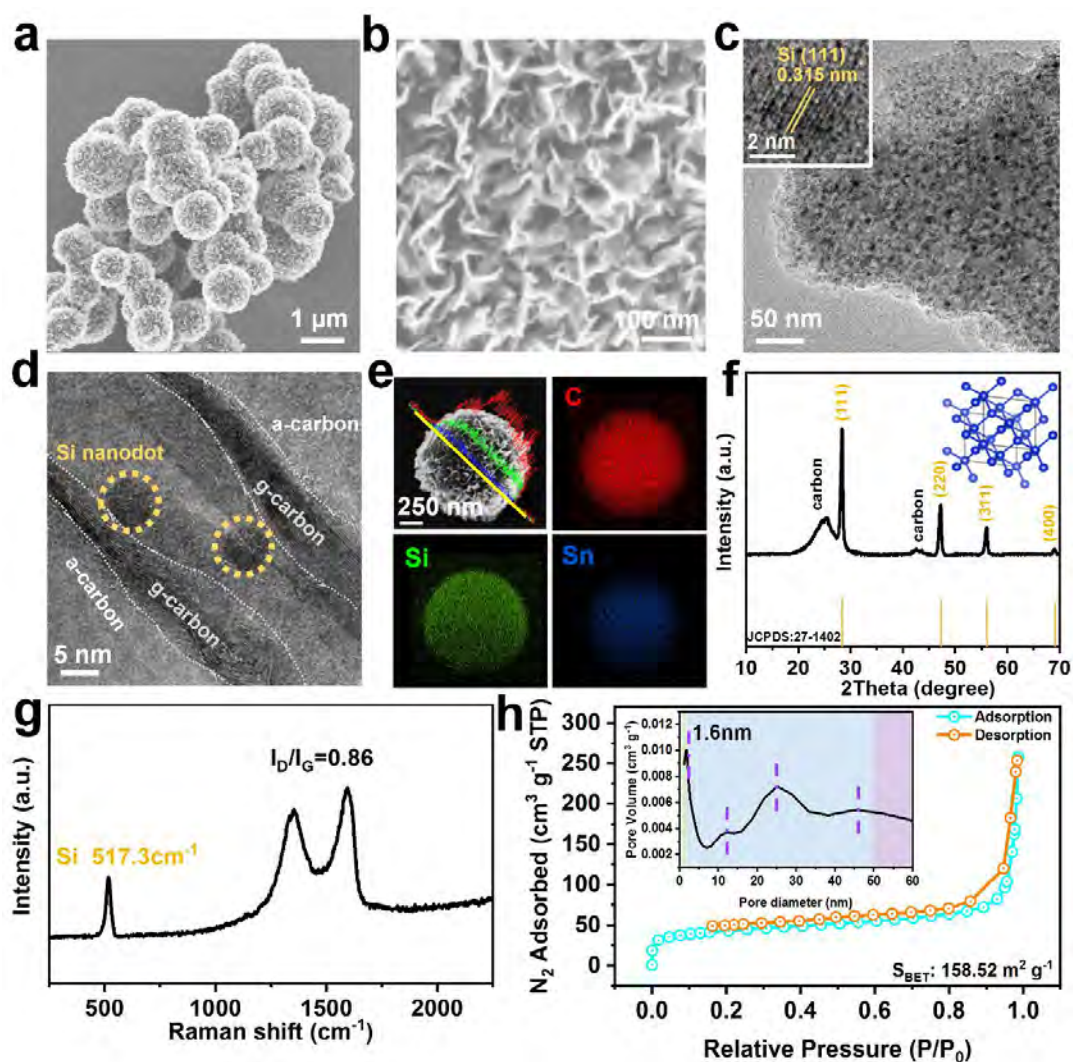 a
1 μm
b
100 nm
c
Si (111)
0.315 nm
2 nm
50 nm
d
Si nanodot
a-carbon
g-carbon
a-carbon
g-carbon
5 nm
e
250 nm
C
Si
Sn
f
Intensity (a.u.)
carbon
(111)
carbon
(220)
(311)
(400)
JCPDS:27-1402
10 20 30 40 50 60 70
2Theta (degree)
g
Intensity (a.u.)
I_D/I_G=0.86
Si 517.3cm⁻¹
500 1000 1500 2000
Raman shift (cm⁻¹)
h
N₂ Adsorbed (cm³ g⁻¹ STP)
300
250
200
150
100
50
0
Pore Volume (cm³ g⁻¹)
0.012
0.010
0.008
0.006
0.004
0.002
1.6nm
0 10 20 30 40 50 60
Pore diameter (nm)
Adsorption
Desorption
S_BET: 158.52 m² g⁻¹
0.0 0.2 0.4 0.6 0.8 1.0
Relative Pressure (P/P₀)